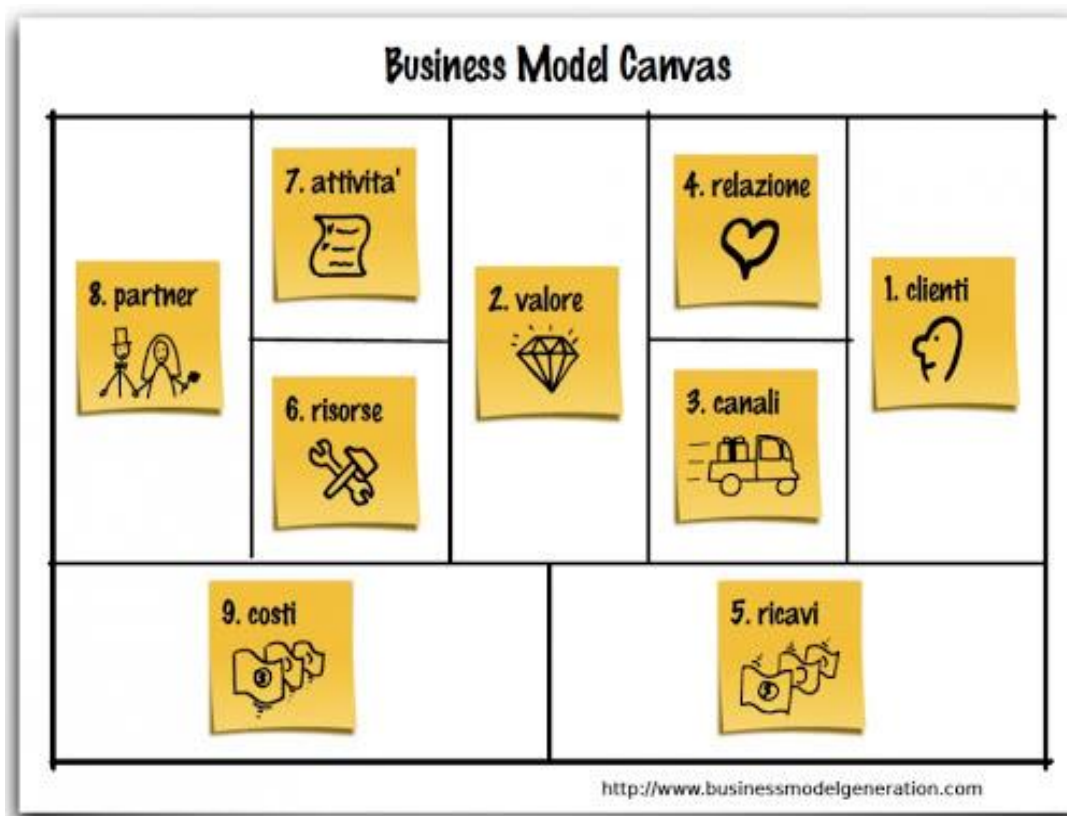 Business Model Canvas
7. attivita'
4. relazione
8. partner
2. valore
1. clienti
6. risorse
3. canali
9. costi
$
5. ricavi
$
http://www.businessmodelgeneration.com